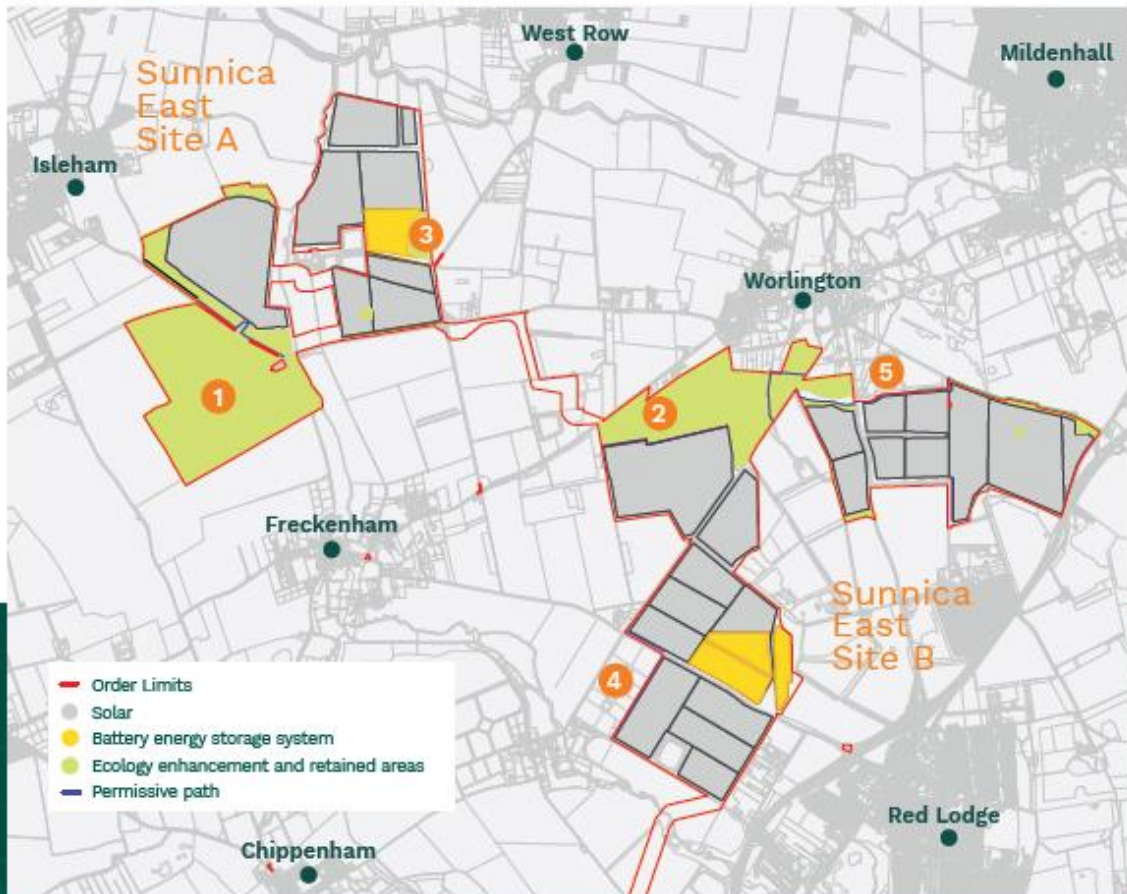 West Row
Mildenhall
Sunnica
East
Site A
Isleham
3
Worlington
1
2
5
Freckenham
Sunnica
East
Site B
4
Order Limits
Solar
Battery energy storage system
Ecology enhancement and retained areas
Permissive path
Red Lodge
Chippenham